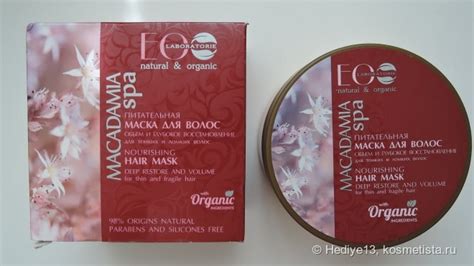 EO
LABORATORIE
natural & organic
MACADAMIA
spa
ПИТАТЕЛЬНАЯ
МАСКА ДЛЯ ВОЛОС
ОБЪЕМ И ГЛУБОКОЕ ВОССТАНОВЛЕНИЕ
для тонких и ломких волос
NOURISHING
HAIR MASK
DEEP RESTORE AND VOLUME
for thin and fragile hair
with
Organic
INGREDIENTS
98% ORIGINS NATURAL
PARABENS AND SILICONES FREE
EO
LABORATORIE
natural & organic
MACADAMIA
spa
ПИТАТЕЛЬНАЯ
МАСКА ДЛЯ ВОЛОС
ОБЪЕМ И ГЛУБОКОЕ ВОССТАНОВЛЕНИЕ
для тонких и ломких волос
NOURISHING
HAIR MASK
DEEP RESTORE AND VOLUME
for thin and fragile hair
with
Organic
INGREDIENTS
© Hediye13, kosmetista.ru